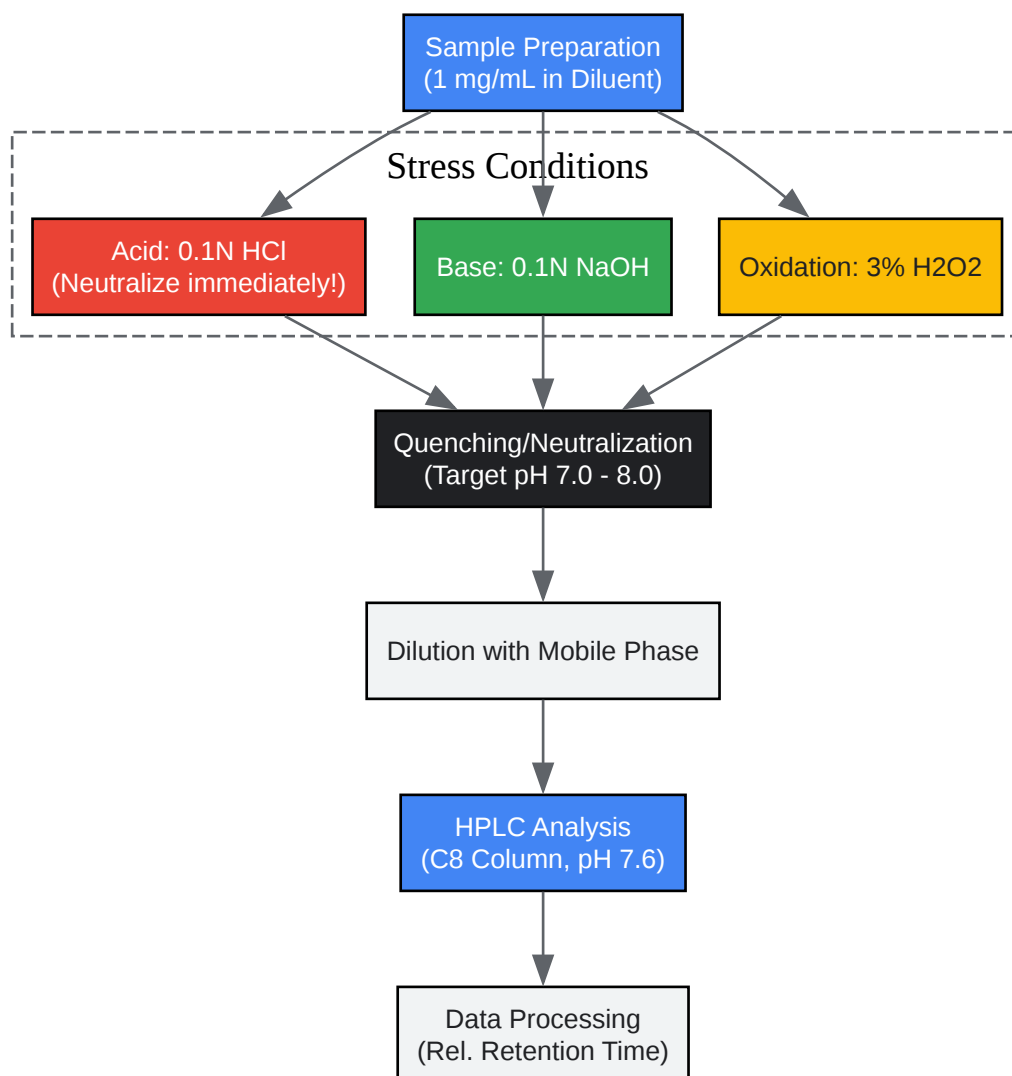 Sample Preparation
(1 mg/mL in Diluent)
Stress Conditions
Acid: 0.1N HCl
(Neutralize immediately!)
Base: 0.1N NaOH
Oxidation: 3% H2O2
Quenching/Neutralization
(Target pH 7.0 - 8.0)
Dilution with Mobile Phase
HPLC Analysis
(C8 Column, pH 7.6)
Data Processing
(Rel. Retention Time)